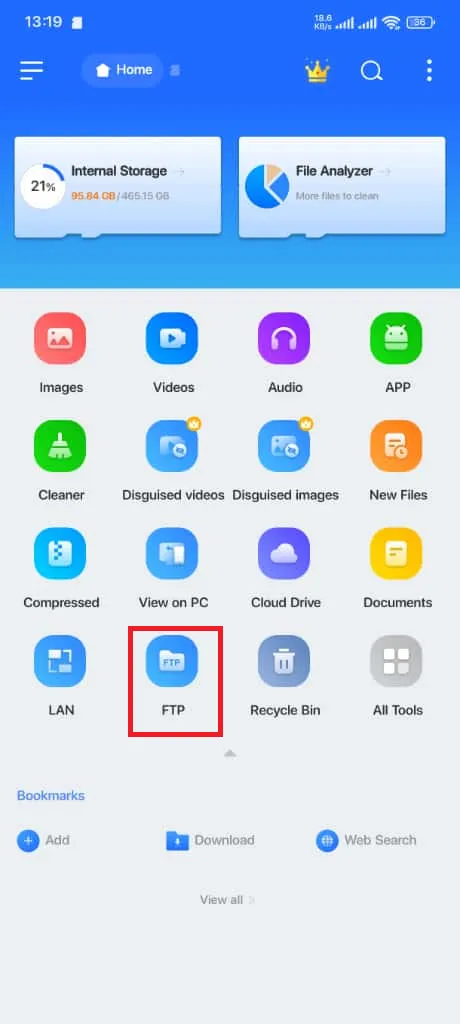 13:19
18.6
KB/s
36
Home
Internal Storage
21%
95.84 GB/465.15 GB
File Analyzer
More files to clean
Images
Videos
Audio
APP
Cleaner
Disguised videos
Disguised images
New Files
Compressed
View on PC
Cloud Drive
Documents
LAN
FTP
FTP
Recycle Bin
All Tools
Bookmarks
Add
Download
Web Search
View all